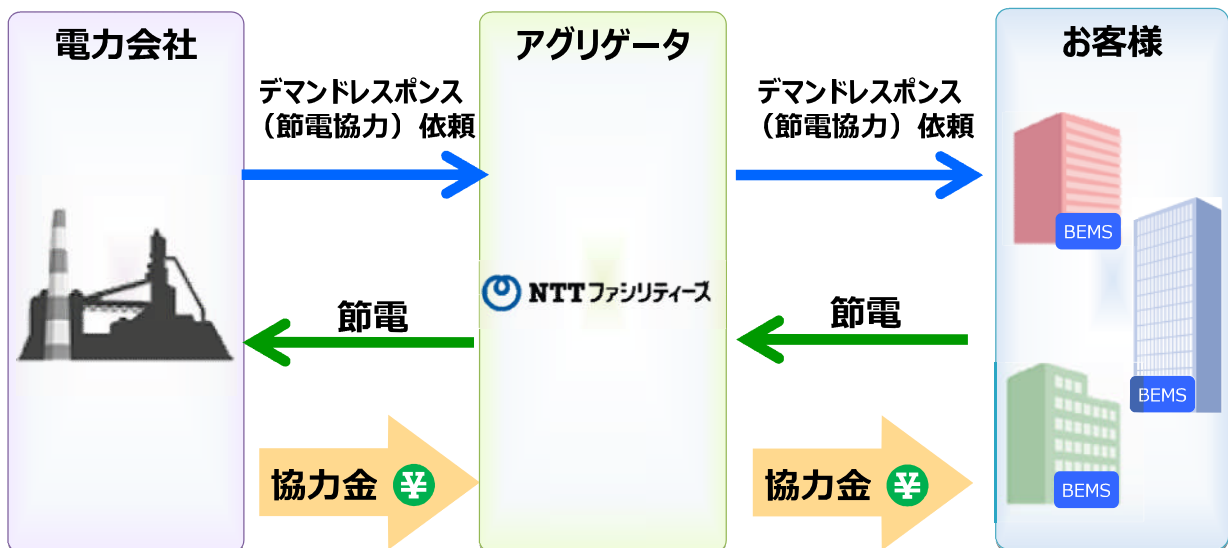 電力会社
アグリゲータ
お客様
デマンドレスポンス
（節電協力）依頼
デマンドレスポンス
（節電協力）依頼
BEMS
NTTファシリティーズ
節電
節電
BEMS
協力金 ¥
協力金 ¥
BEMS